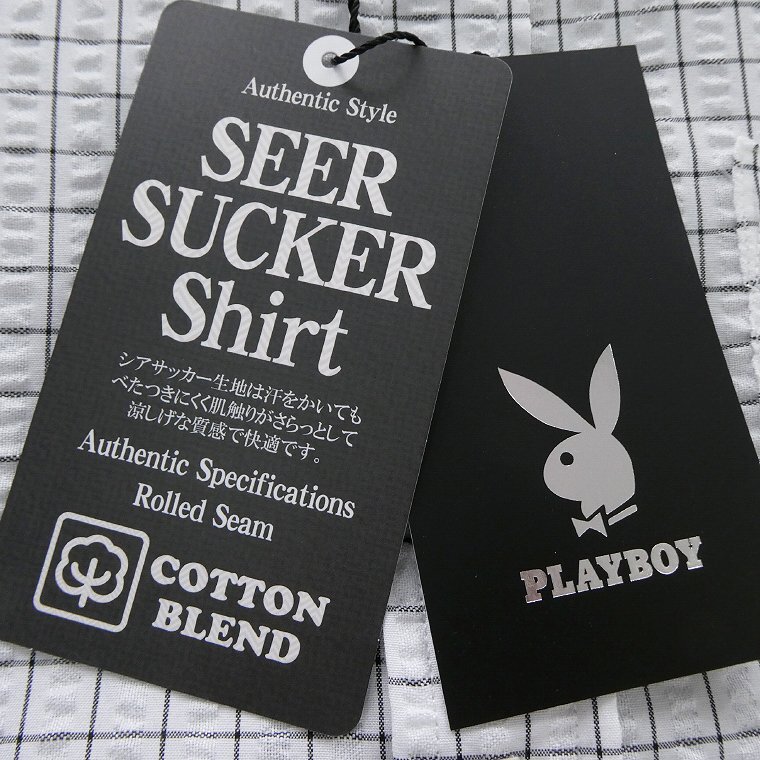 Authentic Style
SEER
SUCKER
Shirt
シアサッカー生地は汗をかいても
べたつきにくく肌触りがさらっとして
涼しげな質感で快適です。
Authentic Specifications
Rolled Seam
COTTON
BLEND
PLAYBOY